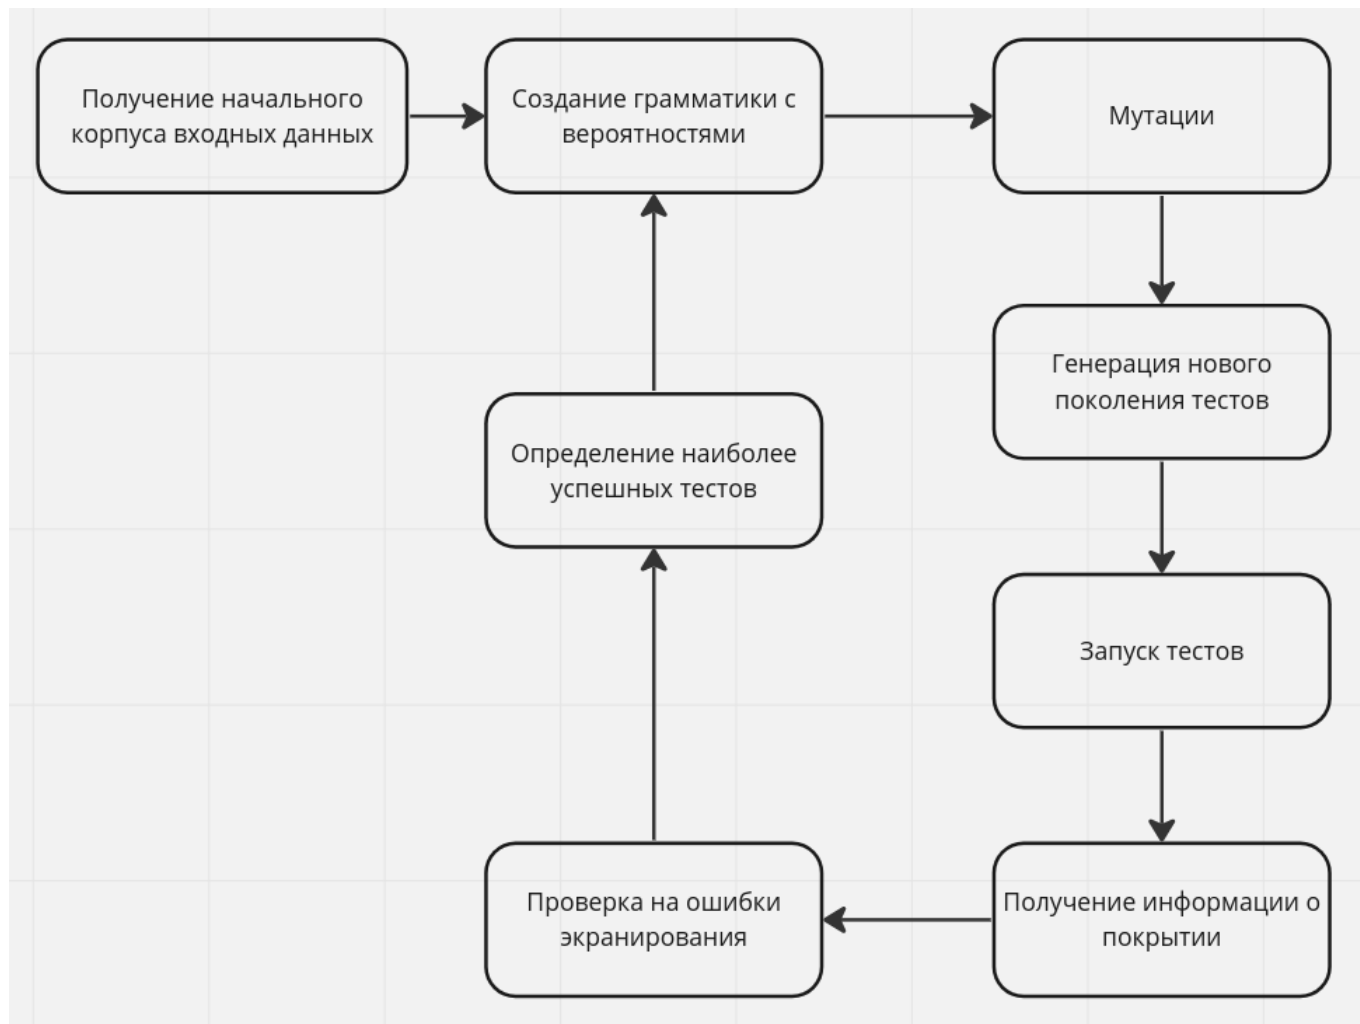 Получение начального
корпуса входных данных
Создание грамматики с
вероятностями
Мутации
Генерация нового
поколения тестов
Определение наиболее
успешных тестов
Запуск тестов
Проверка на ошибки
экранирования
Получение информации о
покрытии